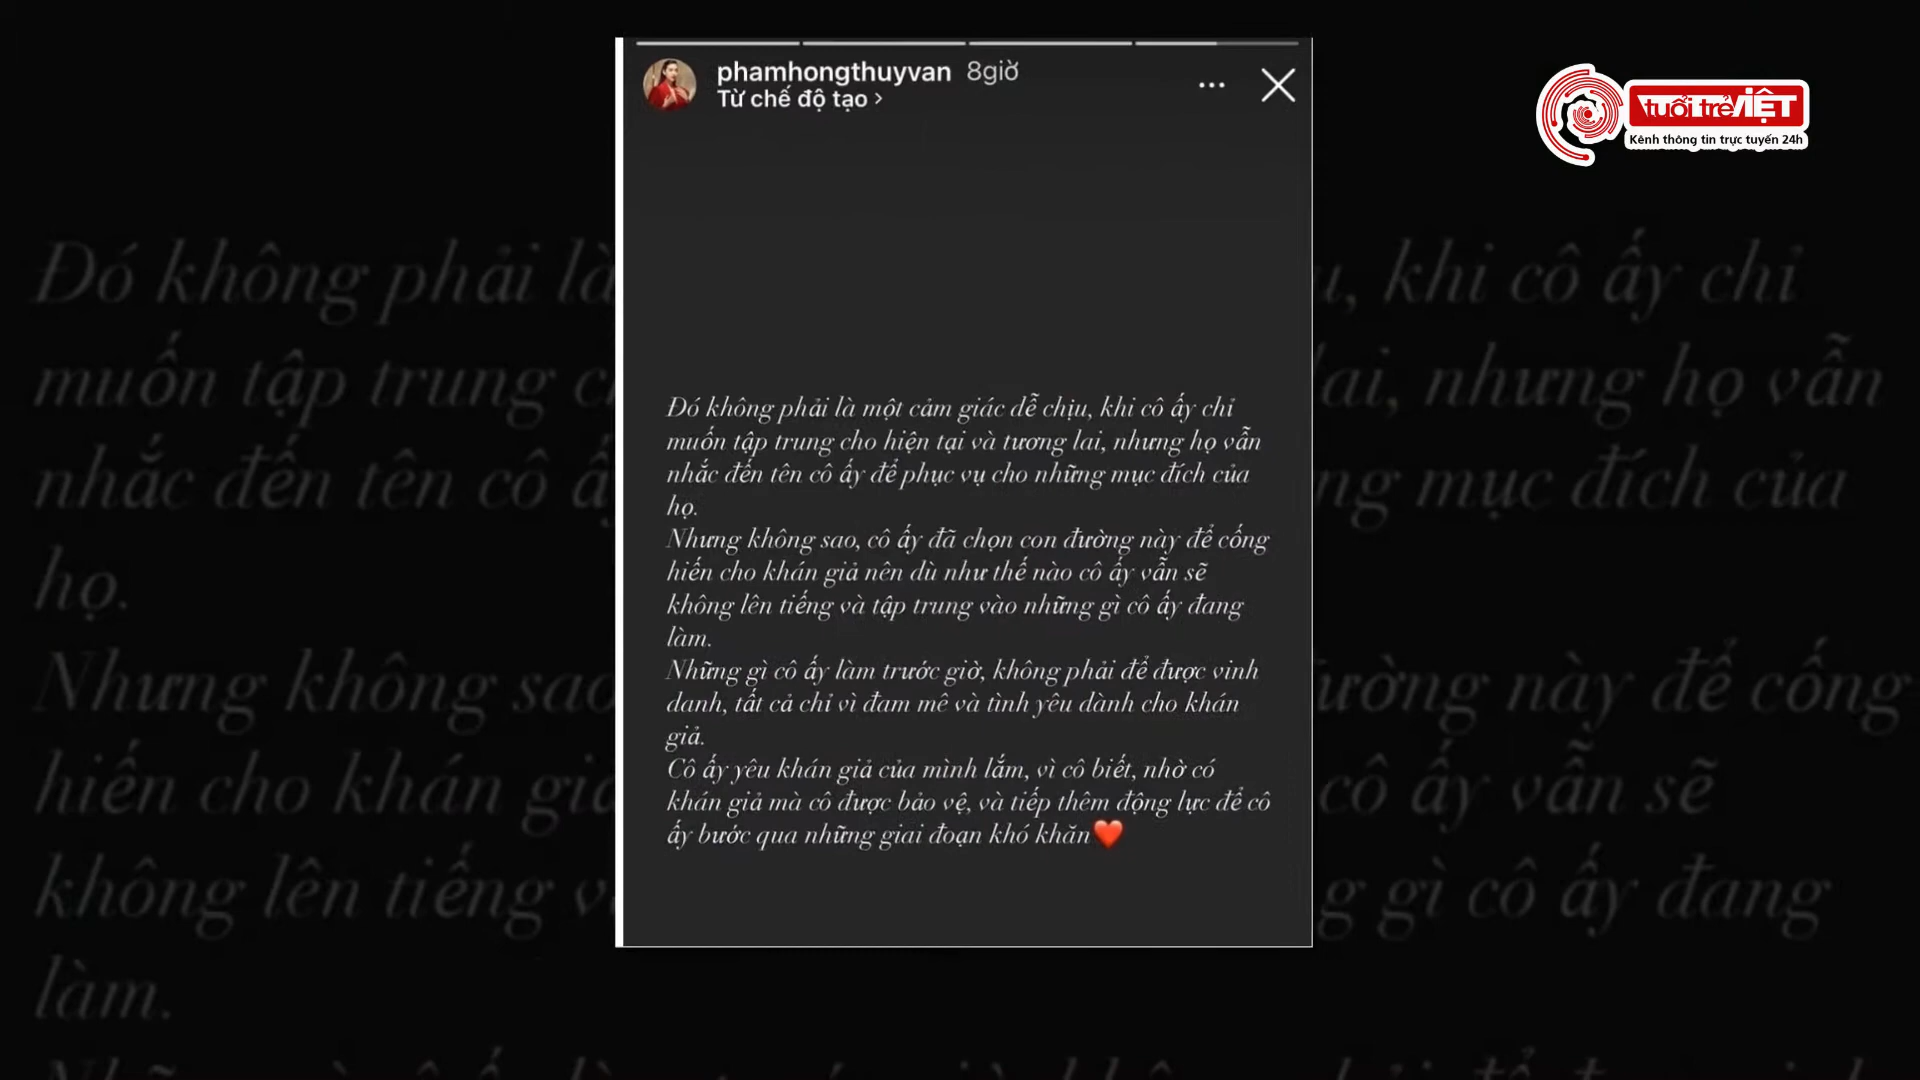 phamhongthuyvan 8giờ
Từ chế độ tạo >
tuổi trẻ VIỆT
Kênh thông tin trực tuyến 24h
Đó không phải là một cảm giác dễ chịu, khi cô ấy chỉ
muốn tập trung cho hiện tại và tương lai, nhưng họ vẫn
nhắc đến tên cô ấy để phục vụ cho những mục đích của
họ.
Nhưng không sao, cô ấy đã chọn con đường này để cống
hiến cho khán giả nên dù như thế nào cô ấy vẫn sẽ
không lên tiếng và tập trung vào những gì cô ấy đang
làm.
Những gì cô ấy làm trước giờ, không phải để được vinh
danh, tất cả chỉ vì đam mê và tình yêu dành cho khán
giả.
Cô ấy yêu khán giả của mình lắm, vì cô biết, nhờ có
khán giả mà cô được bảo vệ, và tiếp thêm động lực để cô
ấy bước qua những giai đoạn khó khăn❤️